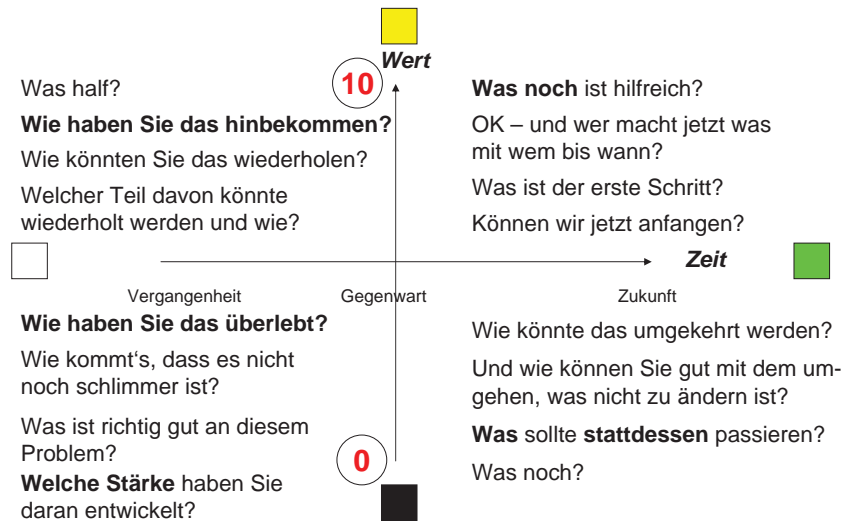 Wert
10
Was half?
Wie haben Sie das hinbekommen?
Wie könnten Sie das wiederholen?
Welcher Teil davon könnte
wiederholt werden und wie?
Was noch ist hilfreich?
OK – und wer macht jetzt was
mit wem bis wann?
Was ist der erste Schritt?
Können wir jetzt anfangen?
Zeit
Vergangenheit
Gegenwart
Zukunft
Wie haben Sie das überlebt?
Wie kommt‘s, dass es nicht
noch schlimmer ist?
Was ist richtig gut an diesem
Problem?
Welche Stärke haben Sie
daran entwickelt?
0
Wie könnte das umgekehrt werden?
Und wie können Sie gut mit dem um-
gehen, was nicht zu ändern ist?
Was sollte stattdessen passieren?
Was noch?